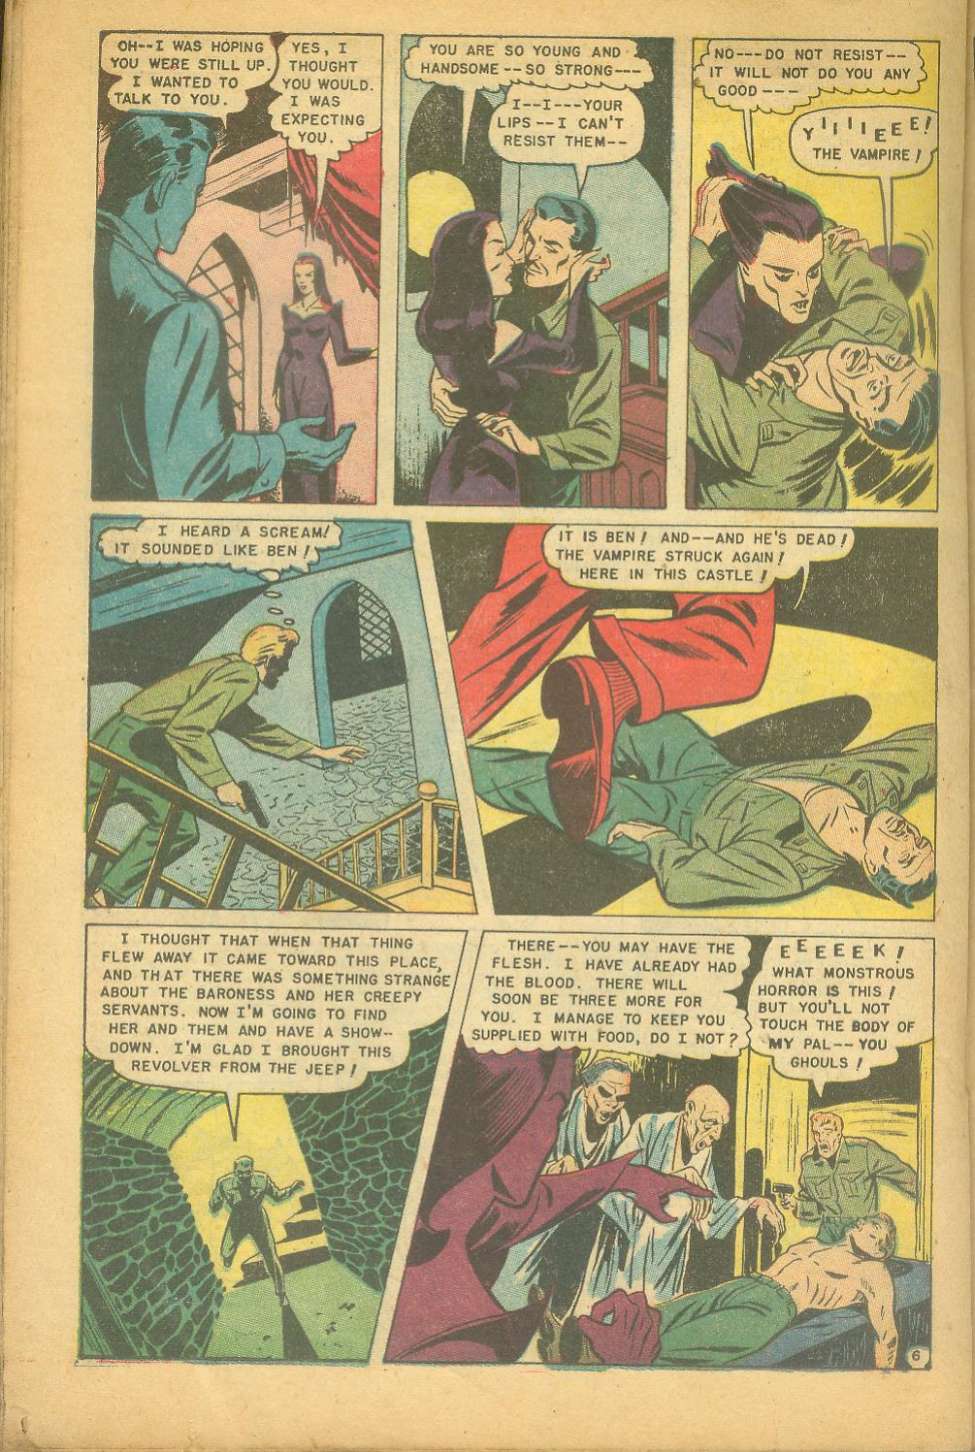 OH--I WAS HOPING
YOU WERE STILL UP.
I WANTED TO
TALK TO YOU.
YES, I
THOUGHT
YOU WOULD.
I WAS
EXPECTING
YOU.
YOU ARE SO YOUNG AND
HANDSOME--SO STRONG---
I--I---YOUR
LIPS--I CAN'T
RESIST THEM--
NO---DO NOT RESIST--
IT WILL NOT DO YOU ANY
GOOD---
YIIIIEEE!
THE VAMPIRE!
I HEARD A SCREAM!
IT SOUNDED LIKE BEN!
IT IS BEN! AND--AND HE'S DEAD!
THE VAMPIRE STRUCK AGAIN!
HERE IN THIS CASTLE!
I THOUGHT THAT WHEN THAT THING
FLEW AWAY IT CAME TOWARD THIS PLACE,
AND THAT THERE WAS SOMETHING STRANGE
ABOUT THE BARONESS AND HER CREEPY
SERVANTS. NOW I'M GOING TO FIND
HER AND THEM AND HAVE A SHOW--
DOWN. I'M GLAD I BROUGHT THIS
REVOLVER FROM THE JEEP!
THERE--YOU MAY HAVE THE
FLESH. I HAVE ALREADY HAD
THE BLOOD. THERE WILL
SOON BE THREE MORE FOR
YOU. I MANAGE TO KEEP YOU
SUPPLIED WITH FOOD, DO I NOT?
EEEEEK!
WHAT MONSTROUS
HORROR IS THIS!
BUT YOU'LL NOT
TOUCH THE BODY OF
MY PAL--YOU
GHOULS!
6